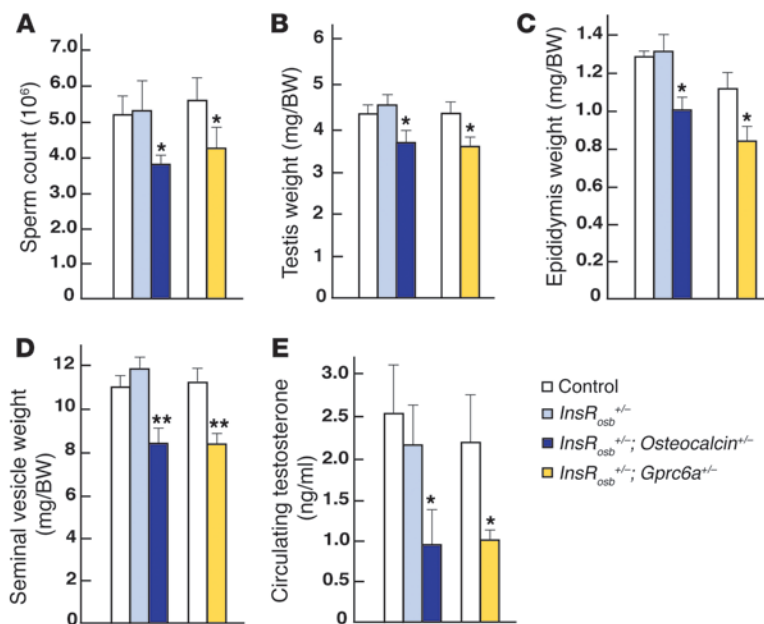 A
Sperm count (10⁶)
7.0
6.0
5.0
4.0
3.0
2.0
1.0
0
*
*
B
Testis weight (mg/BW)
6
5
4
3
2
1
0
*
*
C
Epididymis weight (mg/BW)
1.4
1.2
1.0
0.8
0.6
0.4
0.2
0
*
*
D
Seminal vesicle weight
(mg/BW)
12
10
8
6
4
2
0
**
**
E
Circulating testosterone
(ng/ml)
3.0
2.5
2.0
1.5
1.0
0.5
0
*
*
Control
InsR_osb^+/–
InsR_osb^+/–; Osteocalcin^+/–
InsR_osb^+/–; Gprc6a^+/–